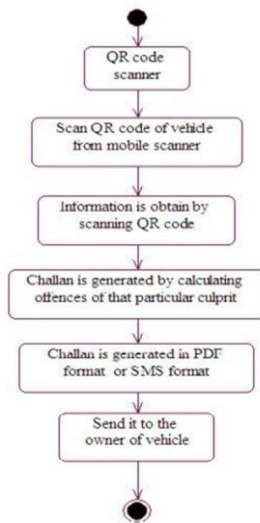 QR code
scanner
Scan QR code of vehicle
from mobile scanner
Information is obtain by
scanning QR code
Challan is generated by calculating
offences of that particular culprit
Challan is generated in PDF
format or SMS format
Send it to the
owner of vehicle